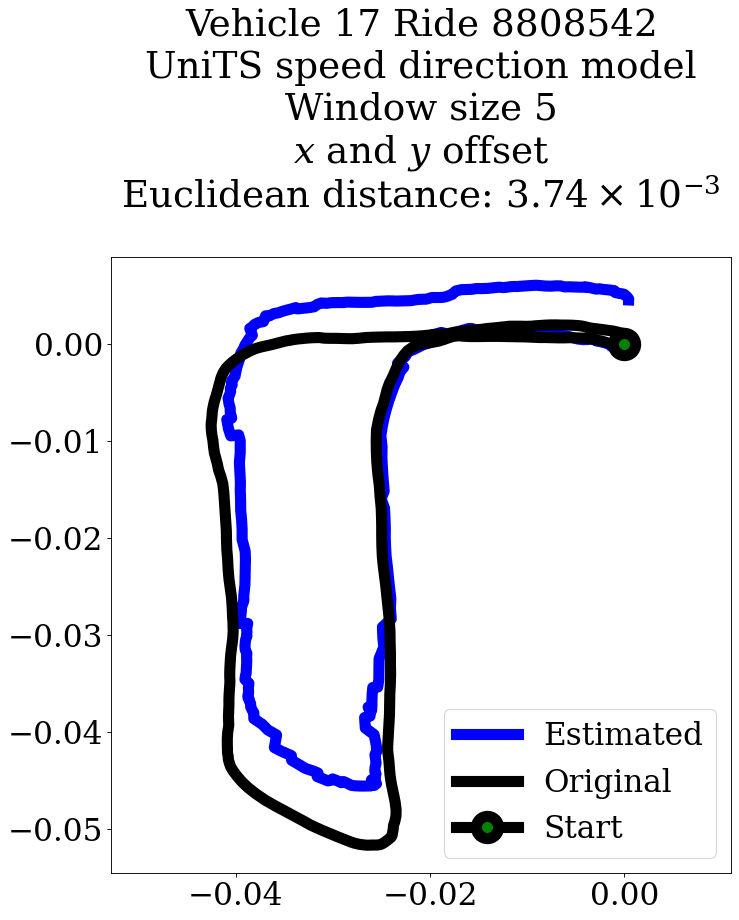 Vehicle 17 Ride 8808542
UniTS speed direction model
Window size 5
x and y offset
Euclidean distance: 3.74 × 10⁻³
0.00
−0.01
−0.02
−0.03
−0.04
−0.05
Estimated
Original
Start
−0.04 −0.02 0.00